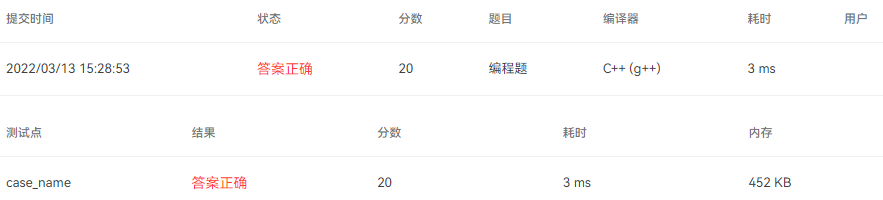 提交时间 状态 分数 题目 编译器 耗时 用户
2022/03/13 15:28:53 答案正确 20 编程题 C++ (g++) 3 ms
测试点 结果 分数 耗时 内存
case_name 答案正确 20 3 ms 452 KB